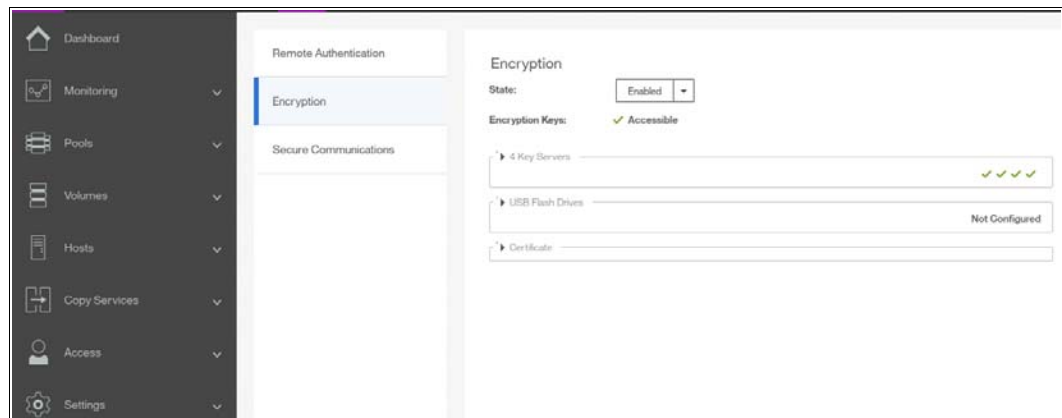 Dashboard
Monitoring
Pools
Volumes
Hosts
Copy Services
Access
Settings
Remote Authentication
Encryption
Secure Communications
Encryption
State: Enabled
Encryption Keys: Accessible
4 Key Servers
USB Flash Drives
Not Configured
Certificate